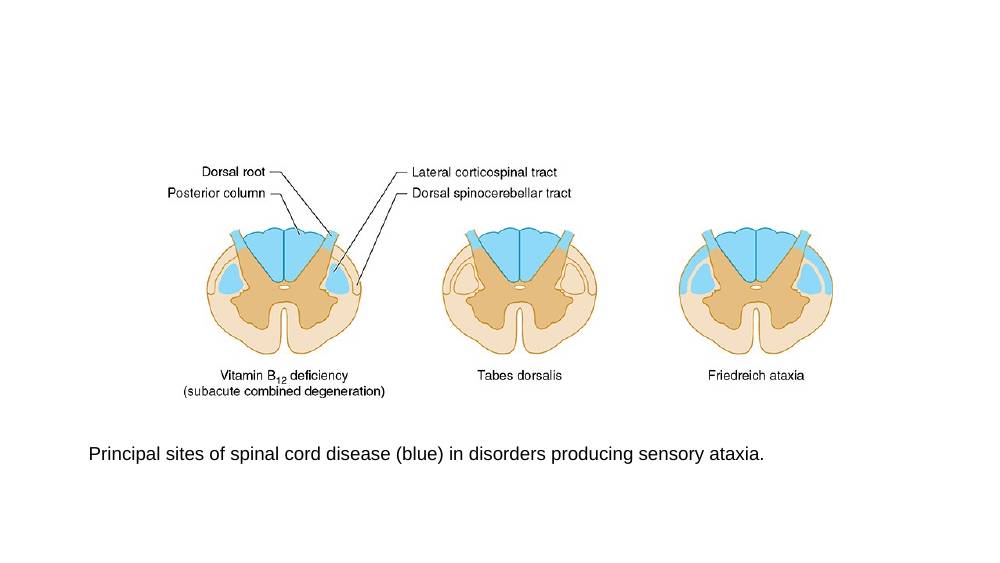 Dorsal root
Posterior column
Lateral corticospinal tract
Dorsal spinocerebellar tract
Vitamin B12 deficiency
(subacute combined degeneration)
Tabes dorsalis
Friedreich ataxia
Principal sites of spinal cord disease (blue) in disorders producing sensory ataxia.